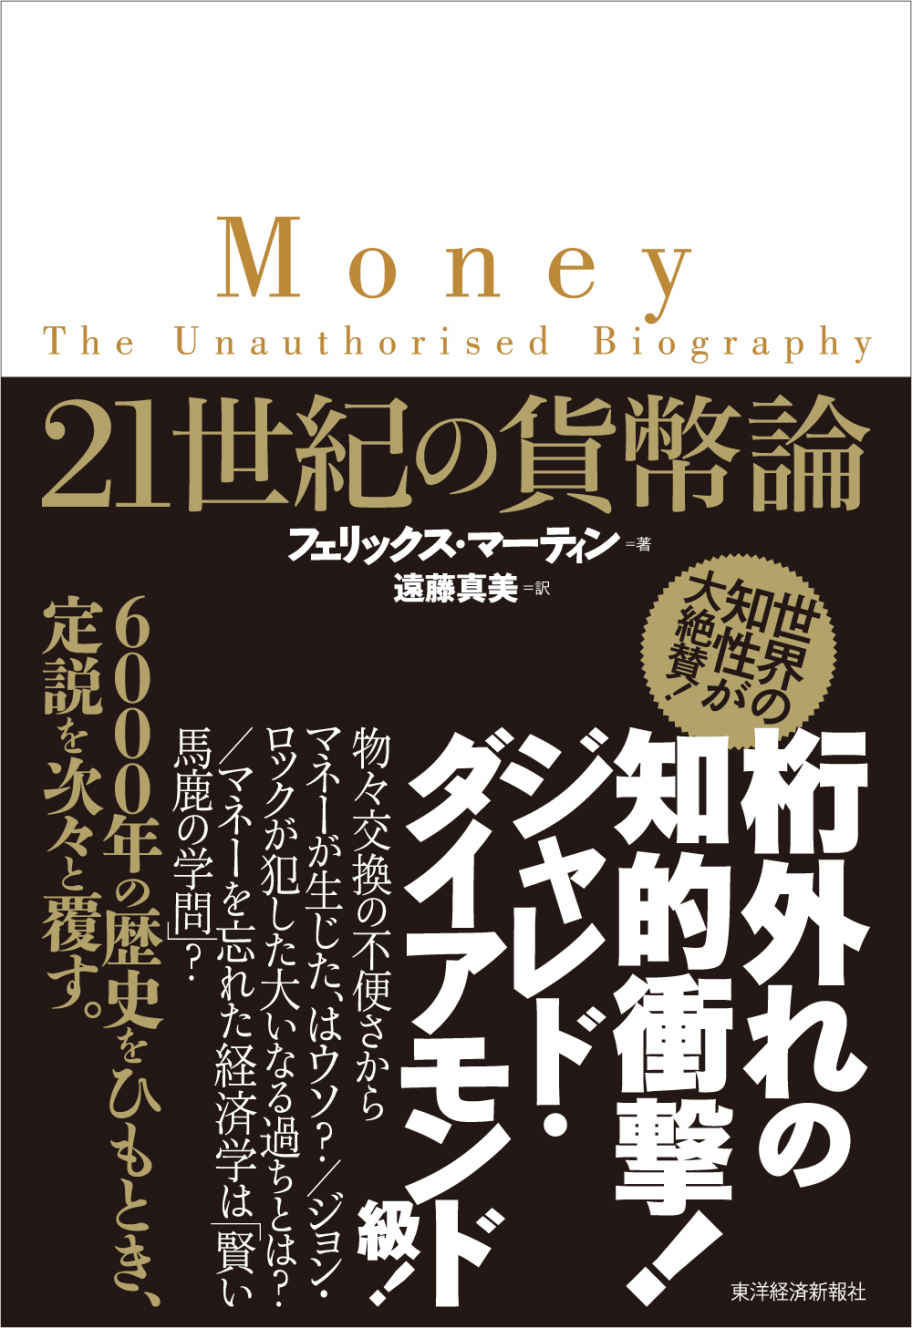 Money
The Unauthorised Biography
21世紀の貨幣論
フェリックス・マーティン=著
遠藤真美=訳
世界の
知性が
大絶賛！
桁外れの
知的衝撃！
ジャレド・
ダイアモンド
級！
物々交換の不便さから
マネーが生じた、はウソ？／ジョン・
ロックが犯した大いなる過ちとは？
／マネーを忘れた経済学は「賢い
馬鹿の学問」？
6000年の歴史をひもとき、
定説を次々と覆す。
東洋経済新報社